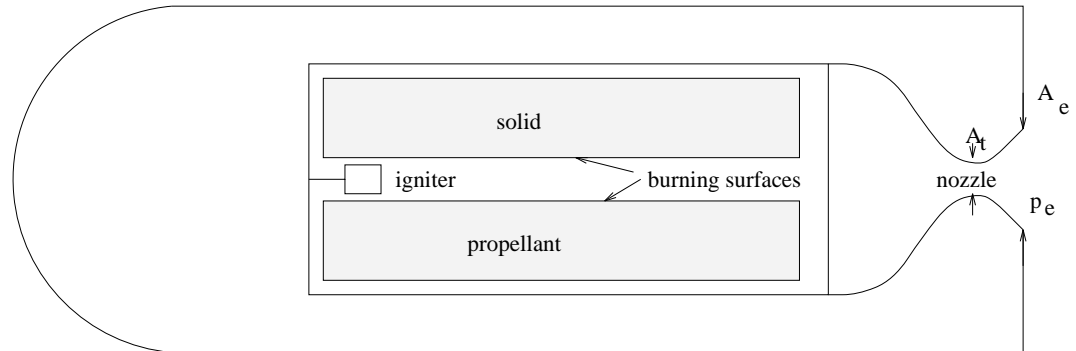 A e
solid
A t
igniter
burning surfaces
nozzle
p e
propellant